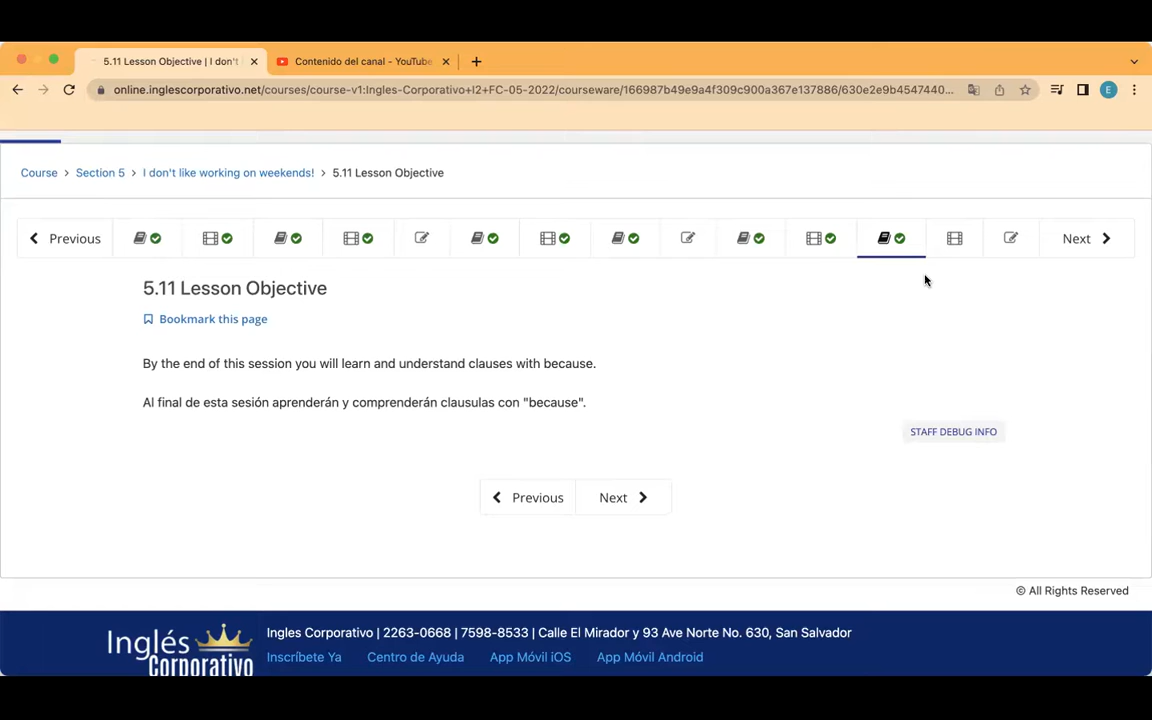 5.11 Lesson Objective | I don't
Contenido del canal - YouTube
online.inglescorporativo.net/courses/course-v1:Ingles-Corporativo+I2+FC-05-2022/courseware/166987b49e9a4f309c900a367e137886/630e2e9b4547440...
E
Course > Section 5 > I don't like working on weekends! > 5.11 Lesson Objective
Previous
Next
5.11 Lesson Objective
Bookmark this page
By the end of this session you will learn and understand clauses with because.
Al final de esta sesión aprenderán y comprenderán clausulas con "because".
STAFF DEBUG INFO
Previous
Next
© All Rights Reserved
Inglés Corporativo
Ingles Corporativo | 2263-0668 | 7598-8533 | Calle El Mirador y 93 Ave Norte No. 630, San Salvador
Inscríbete Ya Centro de Ayuda App Móvil iOS App Móvil Android